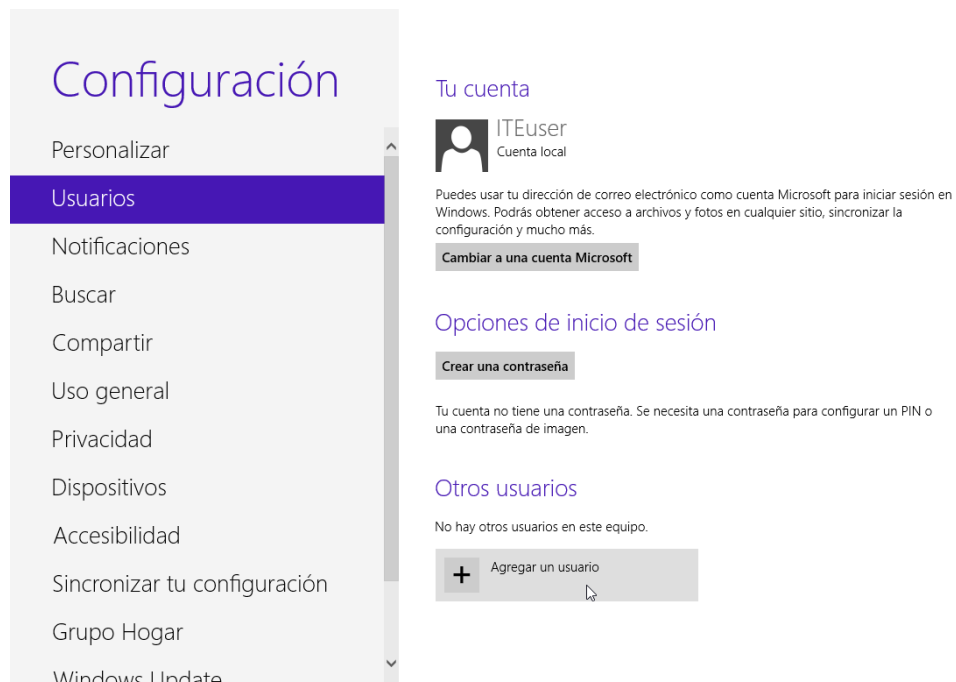 Configuración
Personalizar
Usuarios
Notificaciones
Buscar
Compartir
Uso general
Privacidad
Dispositivos
Accesibilidad
Sincronizar tu configuración
Grupo Hogar
Windows Update
Tu cuenta
ITEuser
Cuenta local
Puedes usar tu dirección de correo electrónico como cuenta Microsoft para iniciar sesión en
Windows. Podrás obtener acceso a archivos y fotos en cualquier sitio, sincronizar la
configuración y mucho más.
Cambiar a una cuenta Microsoft
Opciones de inicio de sesión
Crear una contraseña
Tu cuenta no tiene una contraseña. Se necesita una contraseña para configurar un PIN o
una contraseña de imagen.
Otros usuarios
No hay otros usuarios en este equipo.
Agregar un usuario